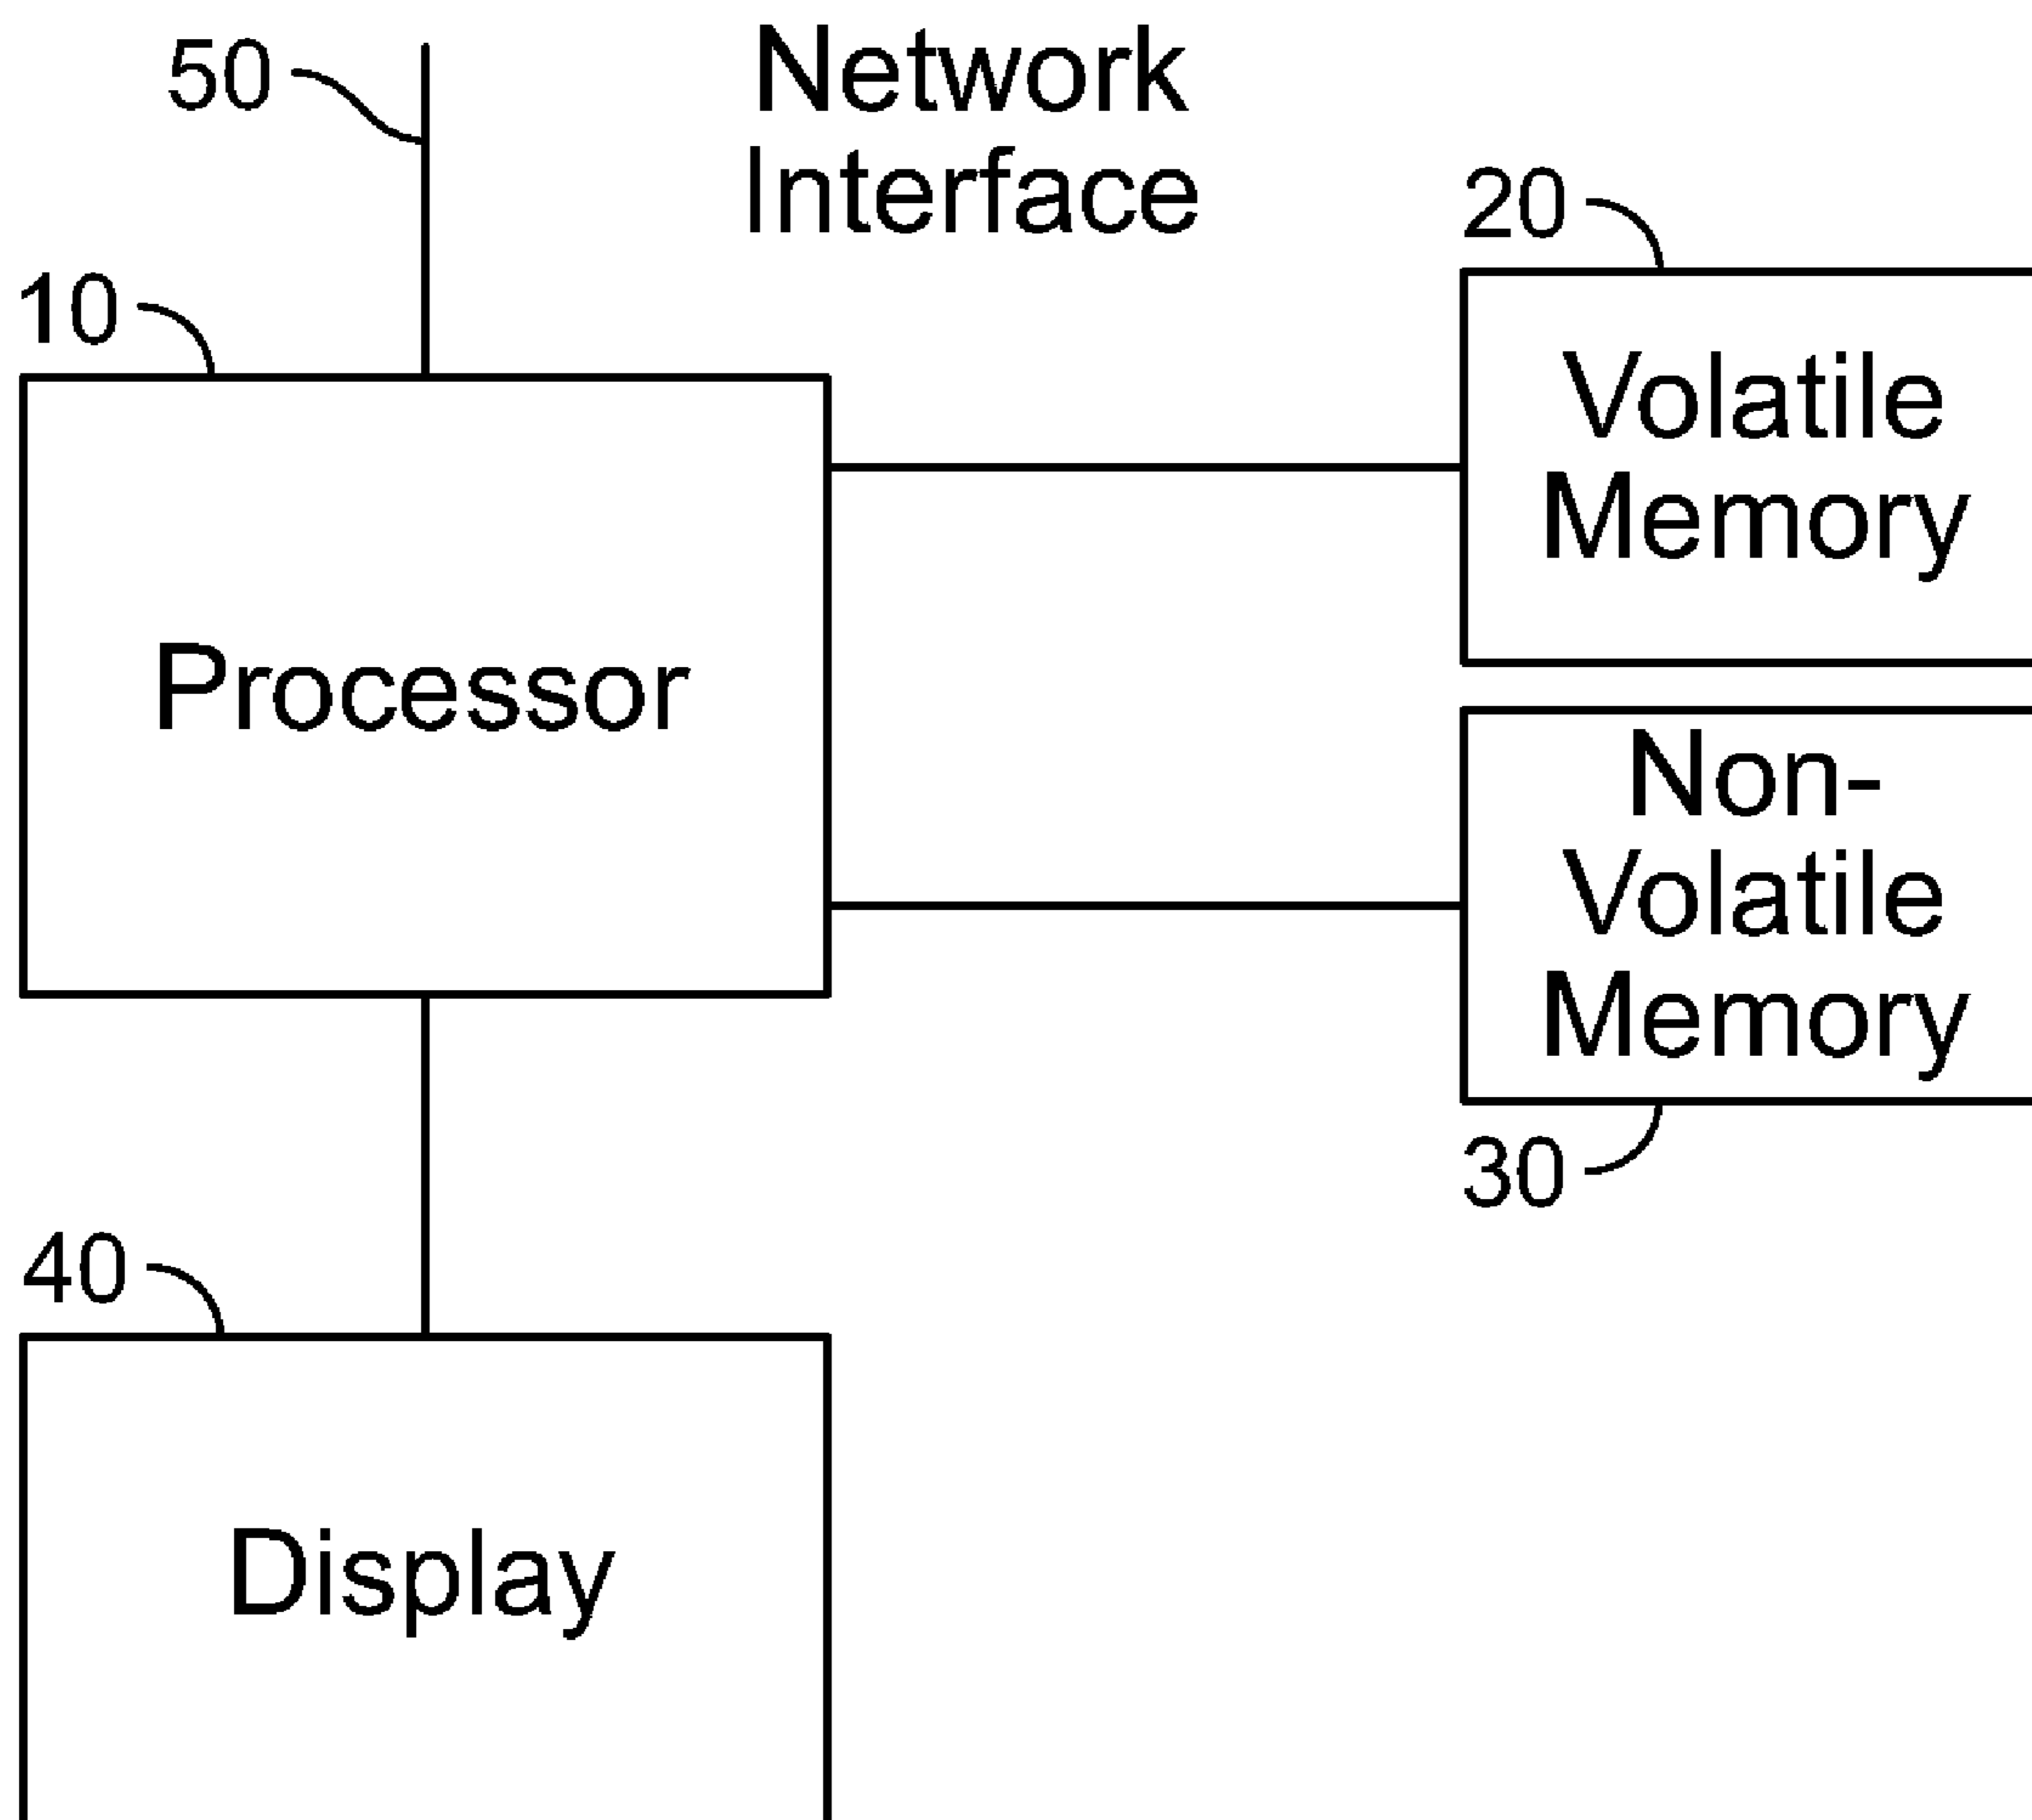 50
Network
Interface
20
10
Volatile
Memory
Processor
Non-
Volatile
Memory
30
40
Display